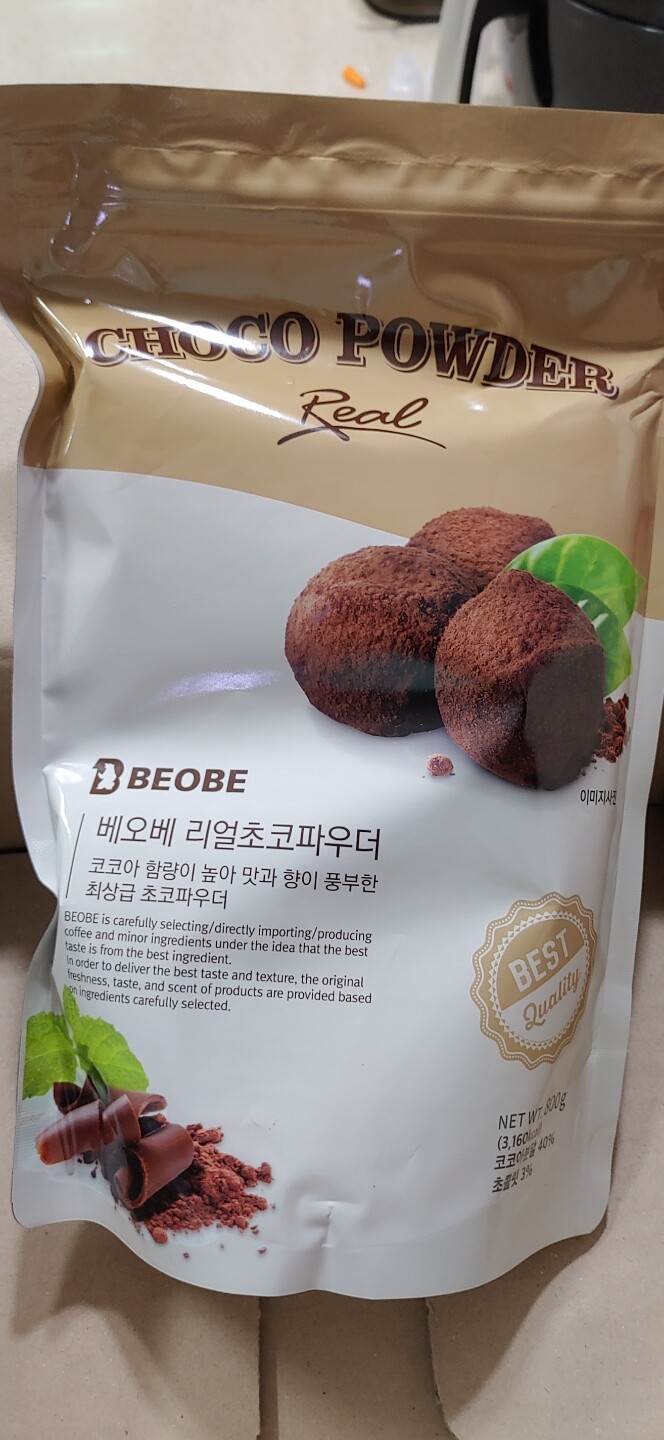 CHOCO POWDER
Real
이미지사진
BEOBE
베오베 리얼초코파우더
코코아 함량이 높아 맛과 향이 풍부한
최상급 초코파우더
BEOBE is carefully selecting/directly importing/producing
coffee and minor ingredients under the idea that the best
taste is from the best ingredient.
In order to deliver the best taste and texture, the original
freshness, taste, and scent of products are provided based
on ingredients carefully selected.
BEST
Quality
NET WT. 800g
(3,160kcal)
코코아분말 40%
초콜릿 3%